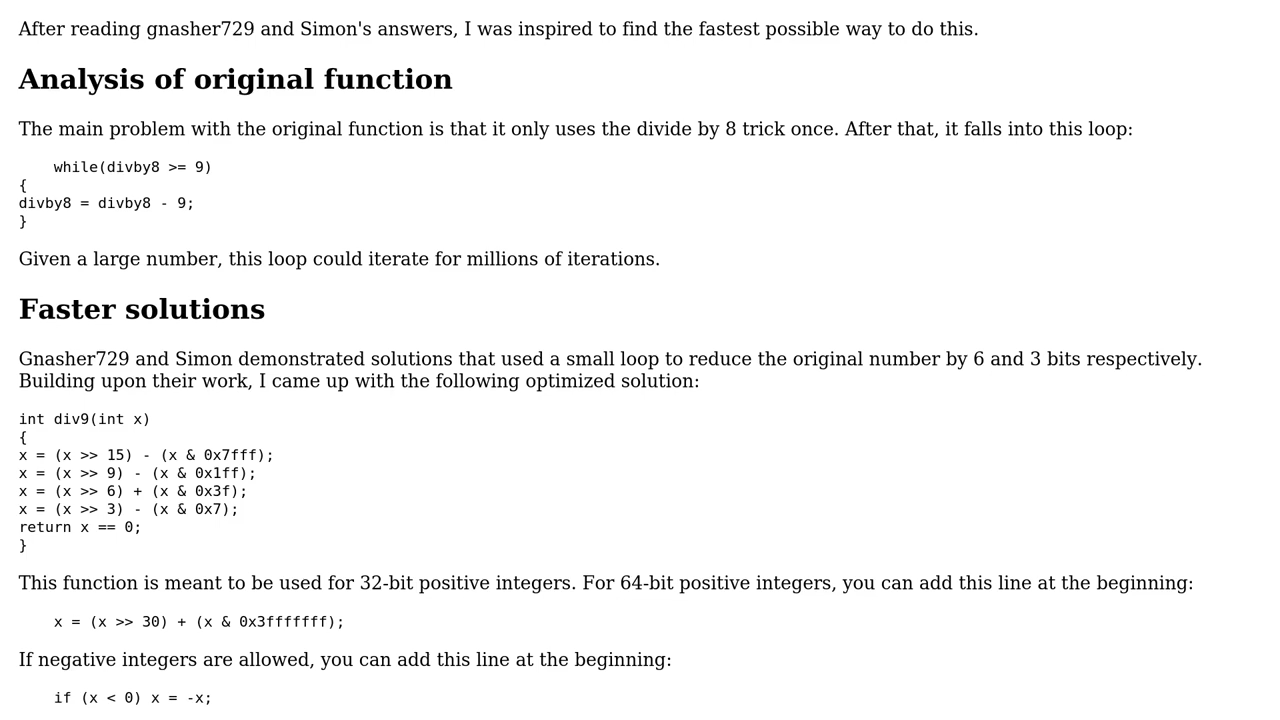 After reading gnasher729 and Simon's answers, I was inspired to find the fastest possible way to do this.
Analysis of original function
The main problem with the original function is that it only uses the divide by 8 trick once. After that, it falls into this loop:
while(divby8 >= 9)
{
divby8 = divby8 - 9;
}
Given a large number, this loop could iterate for millions of iterations.
Faster solutions
Gnasher729 and Simon demonstrated solutions that used a small loop to reduce the original number by 6 and 3 bits respectively.
Building upon their work, I came up with the following optimized solution:
int div9(int x)
{
x = (x >> 15) - (x & 0x7fff);
x = (x >> 9) - (x & 0x1ff);
x = (x >> 6) + (x & 0x3f);
x = (x >> 3) - (x & 0x7);
return x == 0;
}
This function is meant to be used for 32-bit positive integers. For 64-bit positive integers, you can add this line at the beginning:
x = (x >> 30) + (x & 0x3fffffff);
If negative integers are allowed, you can add this line at the beginning:
if (x < 0) x = -x;